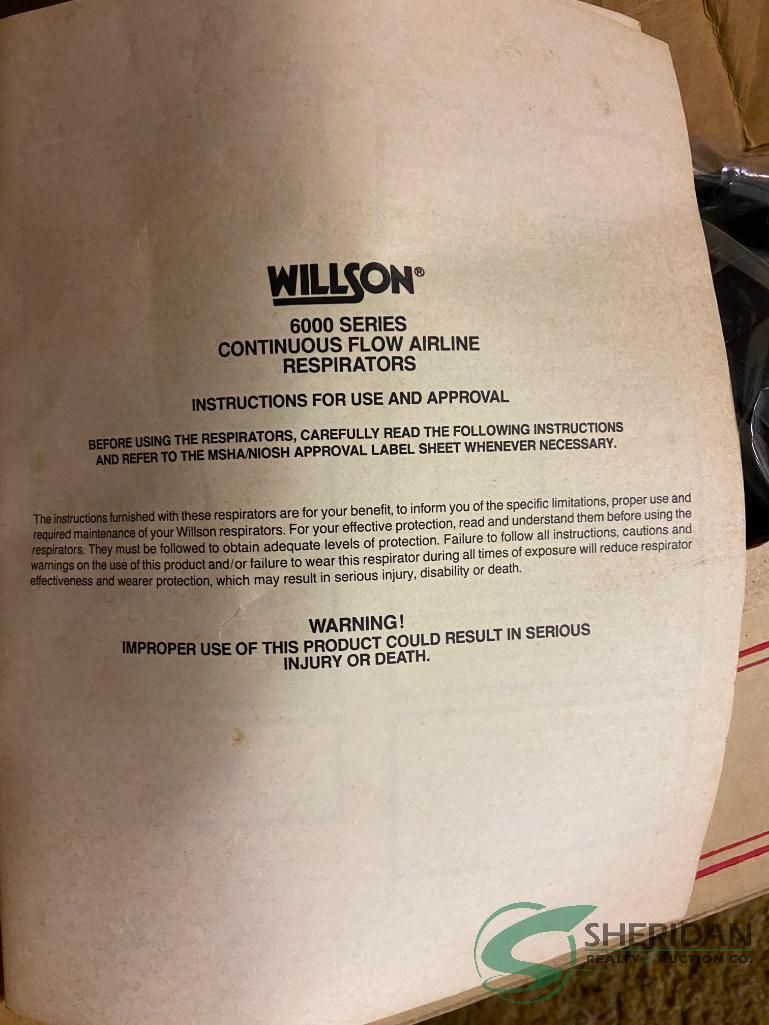 WILLSON®
6000 SERIES
CONTINUOUS FLOW AIRLINE
RESPIRATORS
INSTRUCTIONS FOR USE AND APPROVAL
BEFORE USING THE RESPIRATORS, CAREFULLY READ THE FOLLOWING INSTRUCTIONS
AND REFER TO THE MSHA/NIOSH APPROVAL LABEL SHEET WHENEVER NECESSARY.
The instructions furnished with these respirators are for your benefit, to inform you of the specific limitations, proper use and
required maintenance of your Willson respirators. For your effective protection, read and understand them before using the
respirators. They must be followed to obtain adequate levels of protection. Failure to follow all instructions, cautions and
warnings on the use of this product and/or failure to wear this respirator during all times of exposure will reduce respirator
effectiveness and wearer protection, which may result in serious injury, disability or death.
WARNING!
IMPROPER USE OF THIS PRODUCT COULD RESULT IN SERIOUS
INJURY OR DEATH.
SHERIDAN
REALTY AUCTION CO.